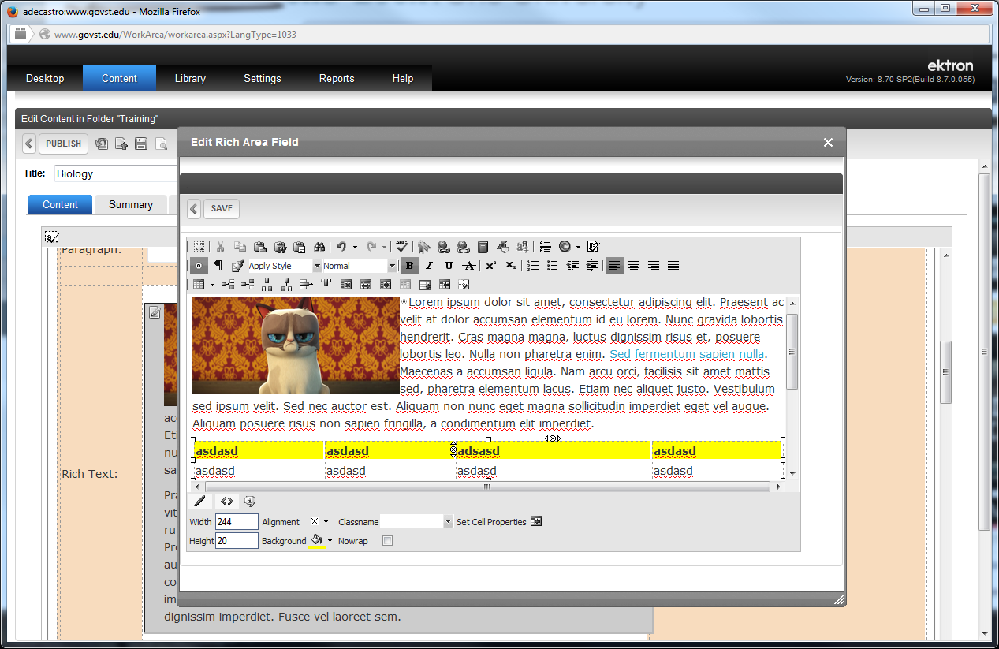 adecastro:www.govst.edu - Mozilla Firefox
www.govst.edu/WorkArea/workarea.aspx?LangType=1033
Desktop Content Library Settings Reports Help
ektron
Version: 8.70 SP2(Build 8.7.0.055)
Edit Content in Folder "Training"
PUBLISH
Title: Biology
Content Summary
Paragraph:
Rich Text:
ac
Et
nu
sa
Pra
vit
ru
Pr
au
co
im
dignissim imperdiet. Fusce vel laoreet sem.
Edit Rich Area Field
SAVE
ABC
Apply Style Normal B I U A x² x₂
Lorem ipsum dolor sit amet, consectetur adipiscing elit. Praesent ac
velit at dolor accumsan elementum id eu lorem. Nunc gravida lobortis
hendrerit. Cras magna magna, luctus dignissim risus et, posuere
lobortis leo. Nulla non pharetra enim. Sed fermentum sapien nulla.
Maecenas a accumsan ligula. Nam arcu orci, facilisis sit amet mattis
sed, pharetra elementum lacus. Etiam nec aliquet justo. Vestibulum
sed ipsum velit. Sed nec auctor est. Aliquam non nunc eget magna sollicitudin imperdiet eget vel augue.
Aliquam posuere risus non sapien fringilla, a condimentum elit imperdiet.
asdasd asdasd adsasd asdasd
asdasd asdasd asdasd asdasd
Width 244 Alignment Classname Set Cell Properties
Height 20 Background Nowrap